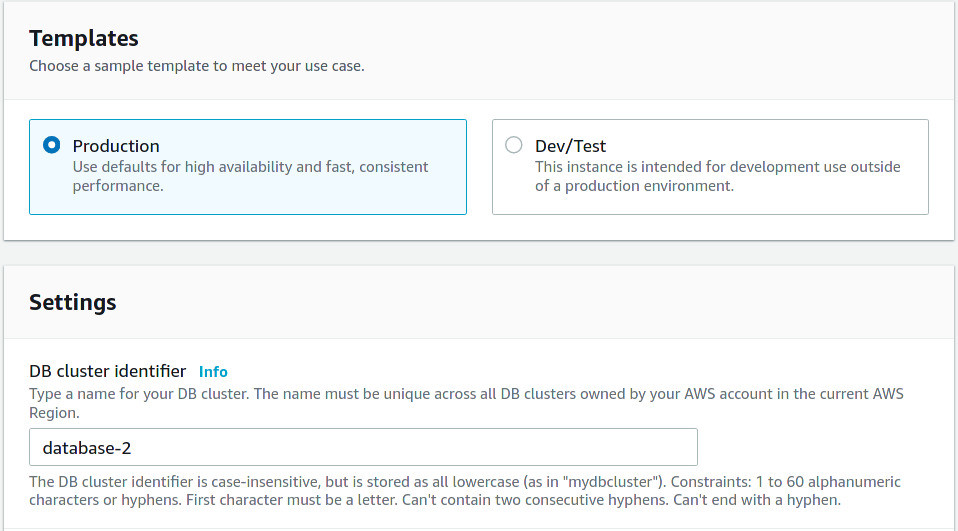 Templates
Choose a sample template to meet your use case.
Production
Use defaults for high availability and fast, consistent
performance.
Dev/Test
This instance is intended for development use outside
of a production environment.
Settings
DB cluster identifier Info
Type a name for your DB cluster. The name must be unique across all DB clusters owned by your AWS account in the current AWS
Region.
database-2
The DB cluster identifier is case-insensitive, but is stored as all lowercase (as in "mydbcluster"). Constraints: 1 to 60 alphanumeric
characters or hyphens. First character must be a letter. Can't contain two consecutive hyphens. Can't end with a hyphen.